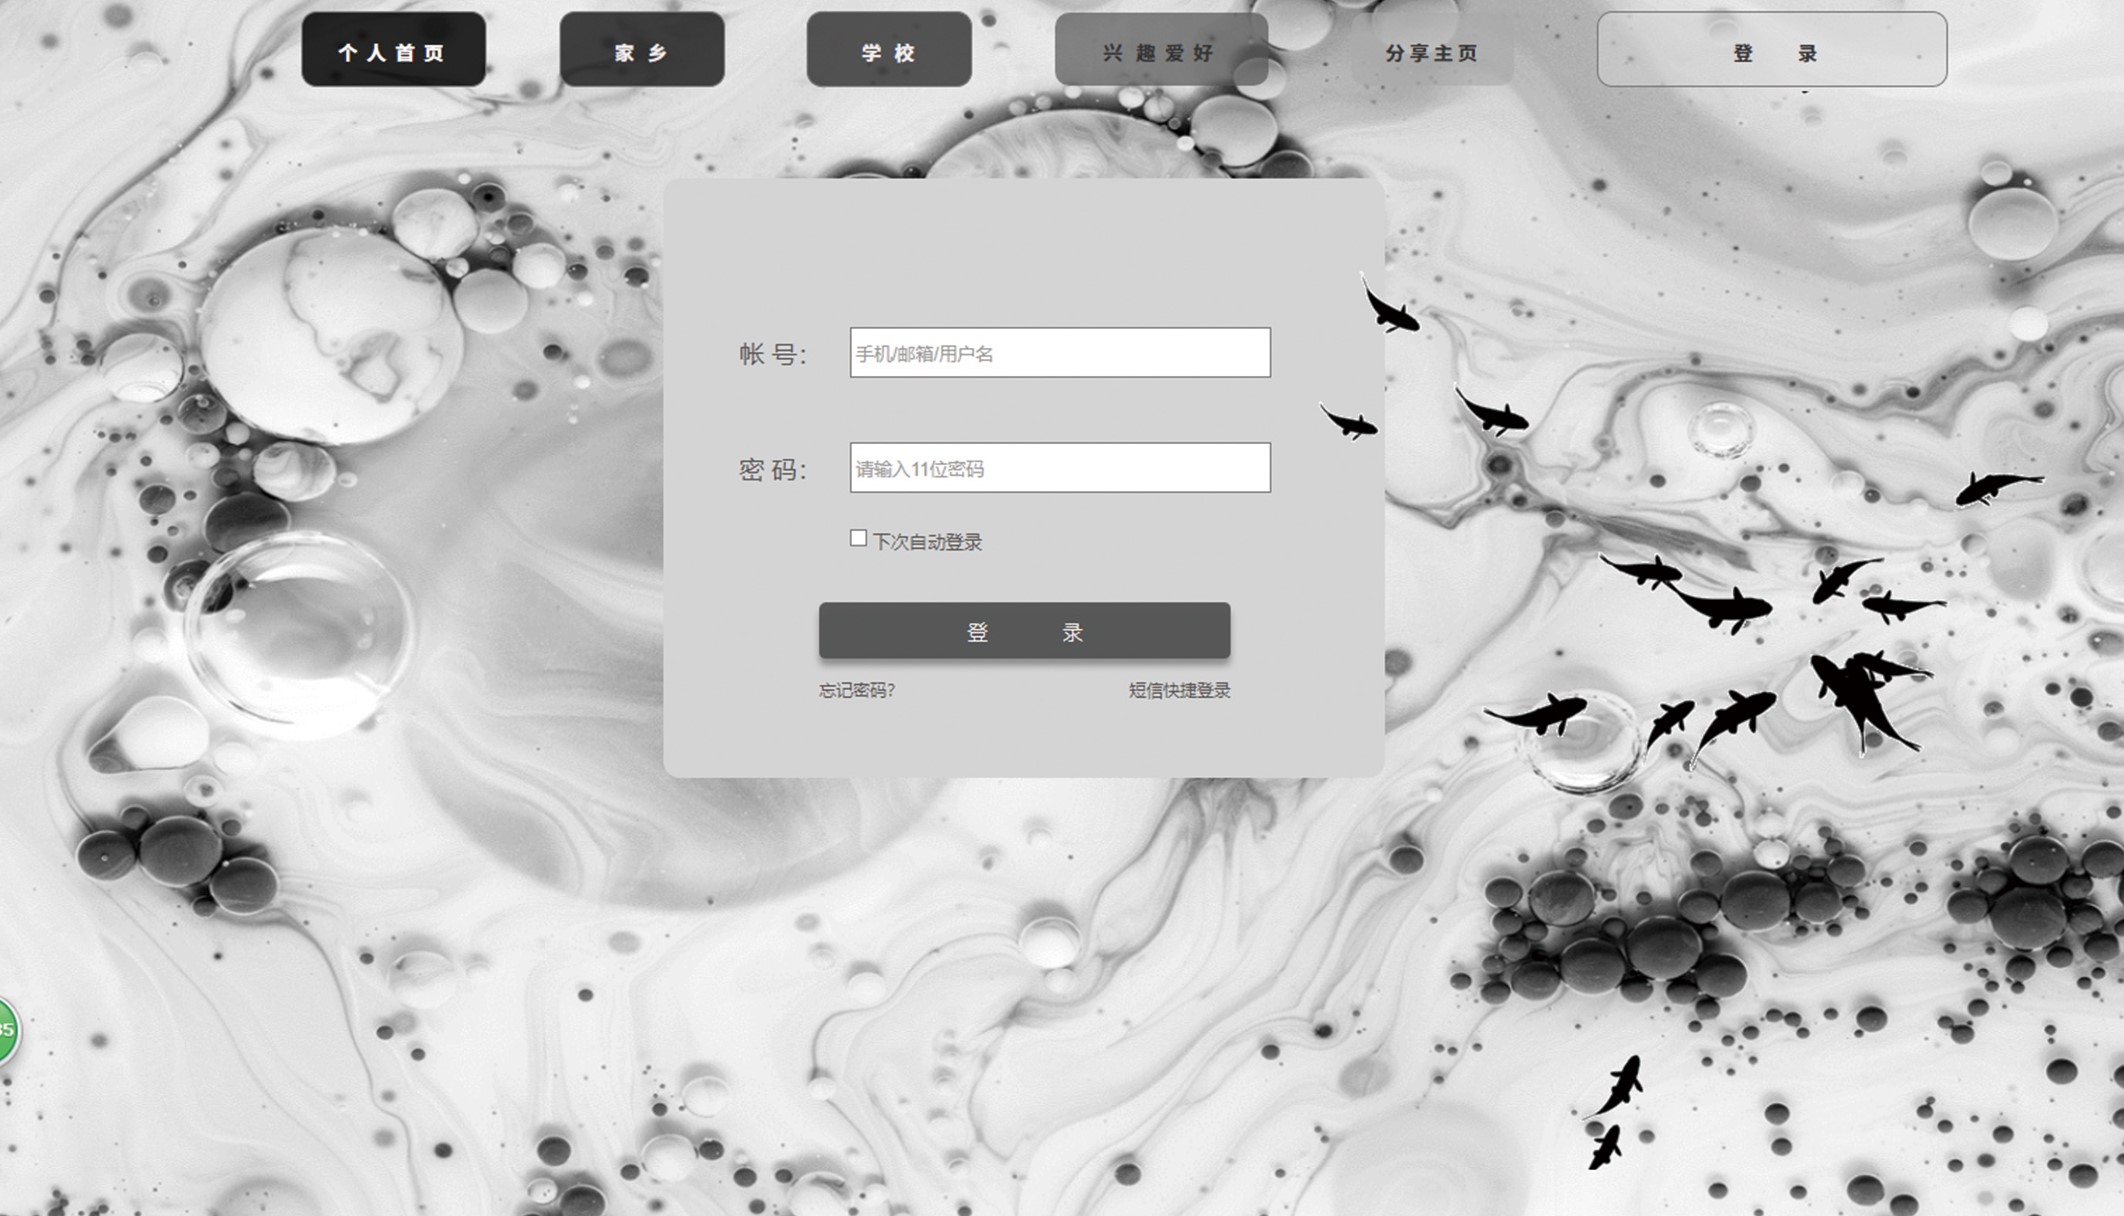 个人首页
家乡
学校
兴趣爱好
分享主页
登 录
帐号：
手机/邮箱/用户名
密码：
请输入11位密码
下次自动登录
登 录
忘记密码？
短信快捷登录